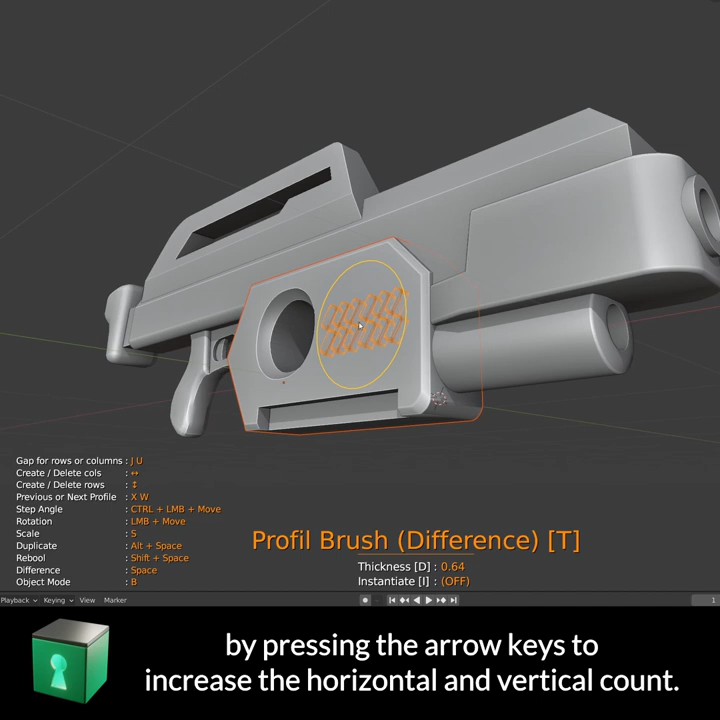 Gap for rows or columns : J U
Create / Delete cols : ↔
Create / Delete rows : ↕
Previous or Next Profile : X W
Step Angle : CTRL + LMB + Move
Rotation : LMB + Move
Scale : S
Duplicate : Alt + Space
Rebool : Shift + Space
Difference : Space
Object Mode : B
Profil Brush (Difference) [T]
Thickness [D] : 0.64
Instantiate [I] : (OFF)
Playback Keying View Marker 1
by pressing the arrow keys to
increase the horizontal and vertical count.